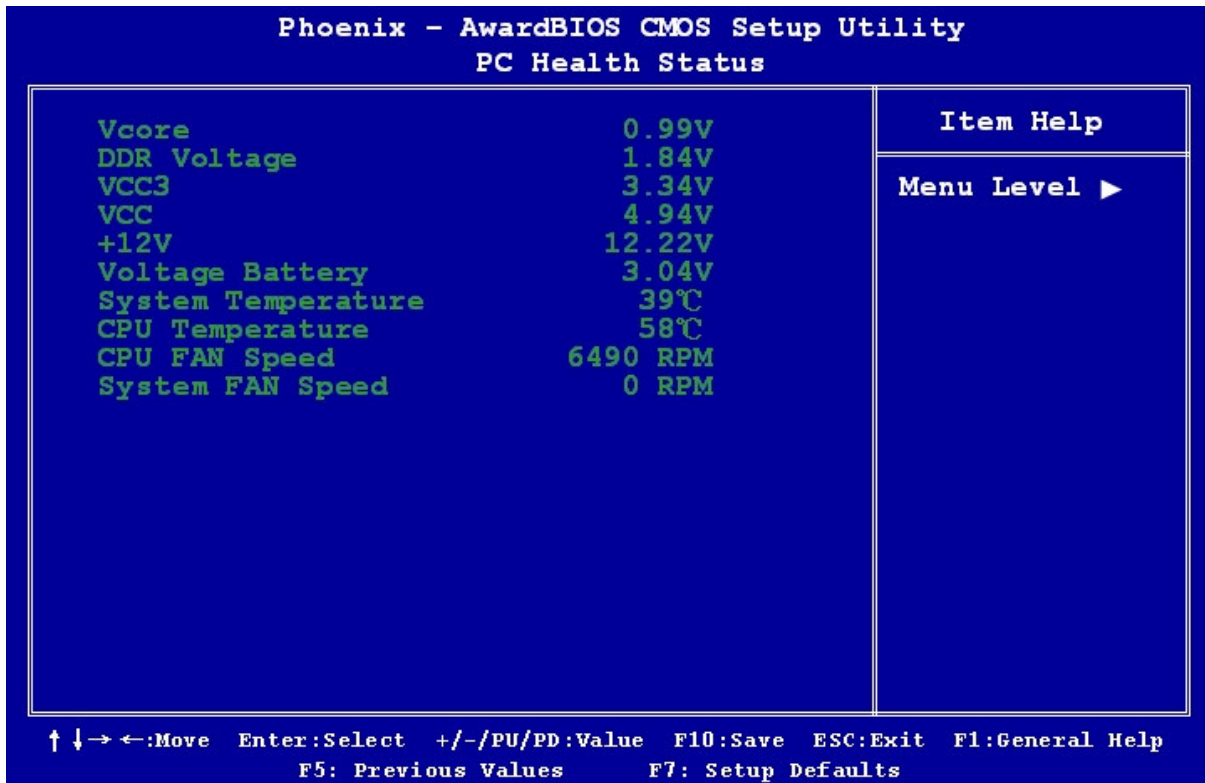 Phoenix - AwardBIOS CMOS Setup Utility
PC Health Status
Vcore 0.99V
DDR Voltage 1.84V
VCC3 3.34V
VCC 4.94V
+12V 12.22V
Voltage Battery 3.04V
System Temperature 39℃
CPU Temperature 58℃
CPU FAN Speed 6490 RPM
System FAN Speed 0 RPM
Item Help
Menu Level ▶
↑↓→←:Move Enter:Select +/-/PU/PD:Value F10:Save ESC:Exit F1:General Help
F5: Previous Values F7: Setup Defaults